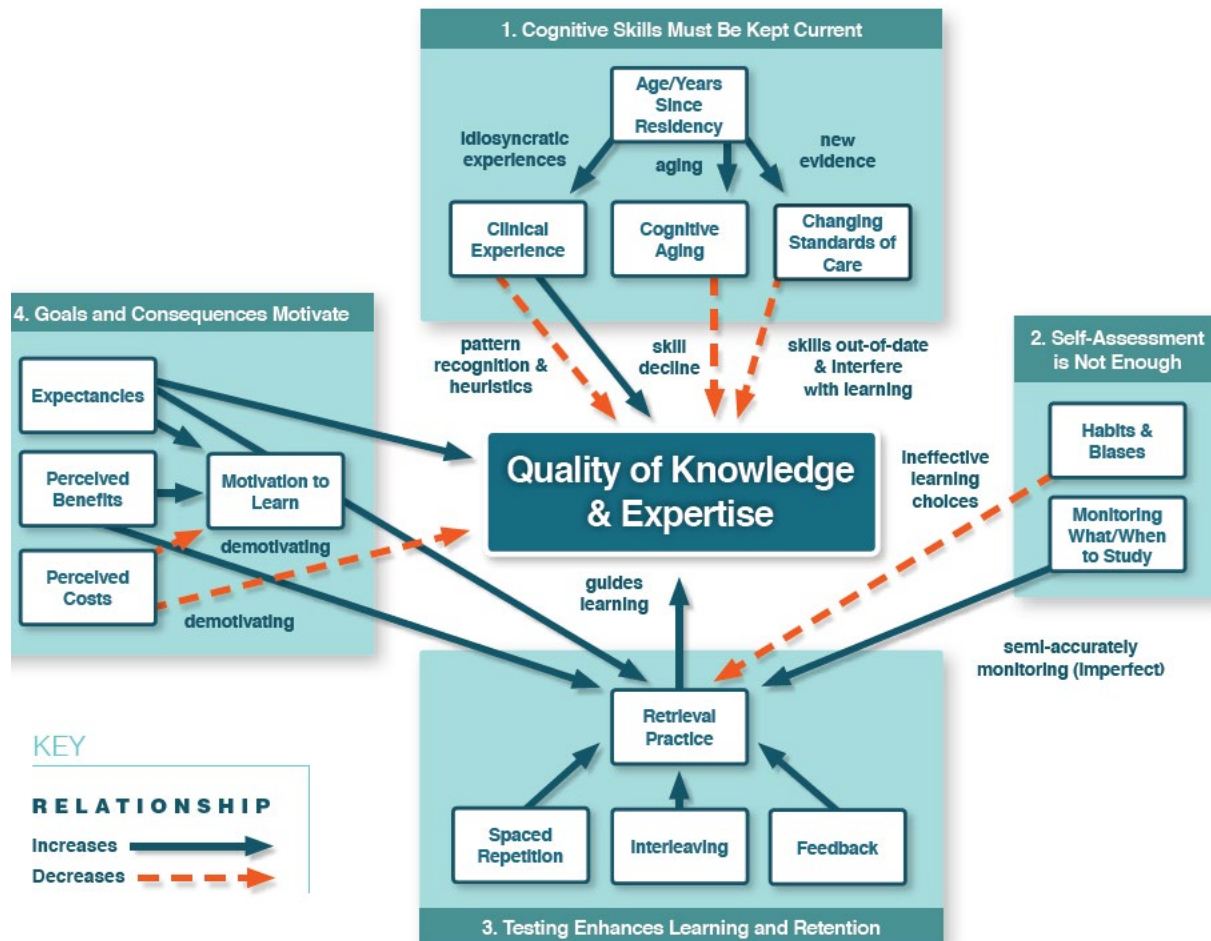 1. Cognitive Skills Must Be Kept Current
Age/Years
Since
Residency
idiosyncratic
experiences
aging
new
evidence
Clinical
Experience
Cognitive
Aging
Changing
Standards of
Care
pattern
recognition &
heuristics
skill
decline
skills out-of-date
& interfere
with learning
4. Goals and Consequences Motivate
Expectancies
Perceived
Benefits
Motivation to
Learn
demotivating
Perceived
Costs
demotivating
Quality of Knowledge
& Expertise
2. Self-Assessment
is Not Enough
Habits &
Biases
ineffective
learning
choices
Monitoring
What/When
to Study
guides
learning
semi-accurately
monitoring (imperfect)
Retrieval
Practice
Spaced
Repetition
Interleaving
Feedback
3. Testing Enhances Learning and Retention
KEY
RELATIONSHIP
Increases
Decreases